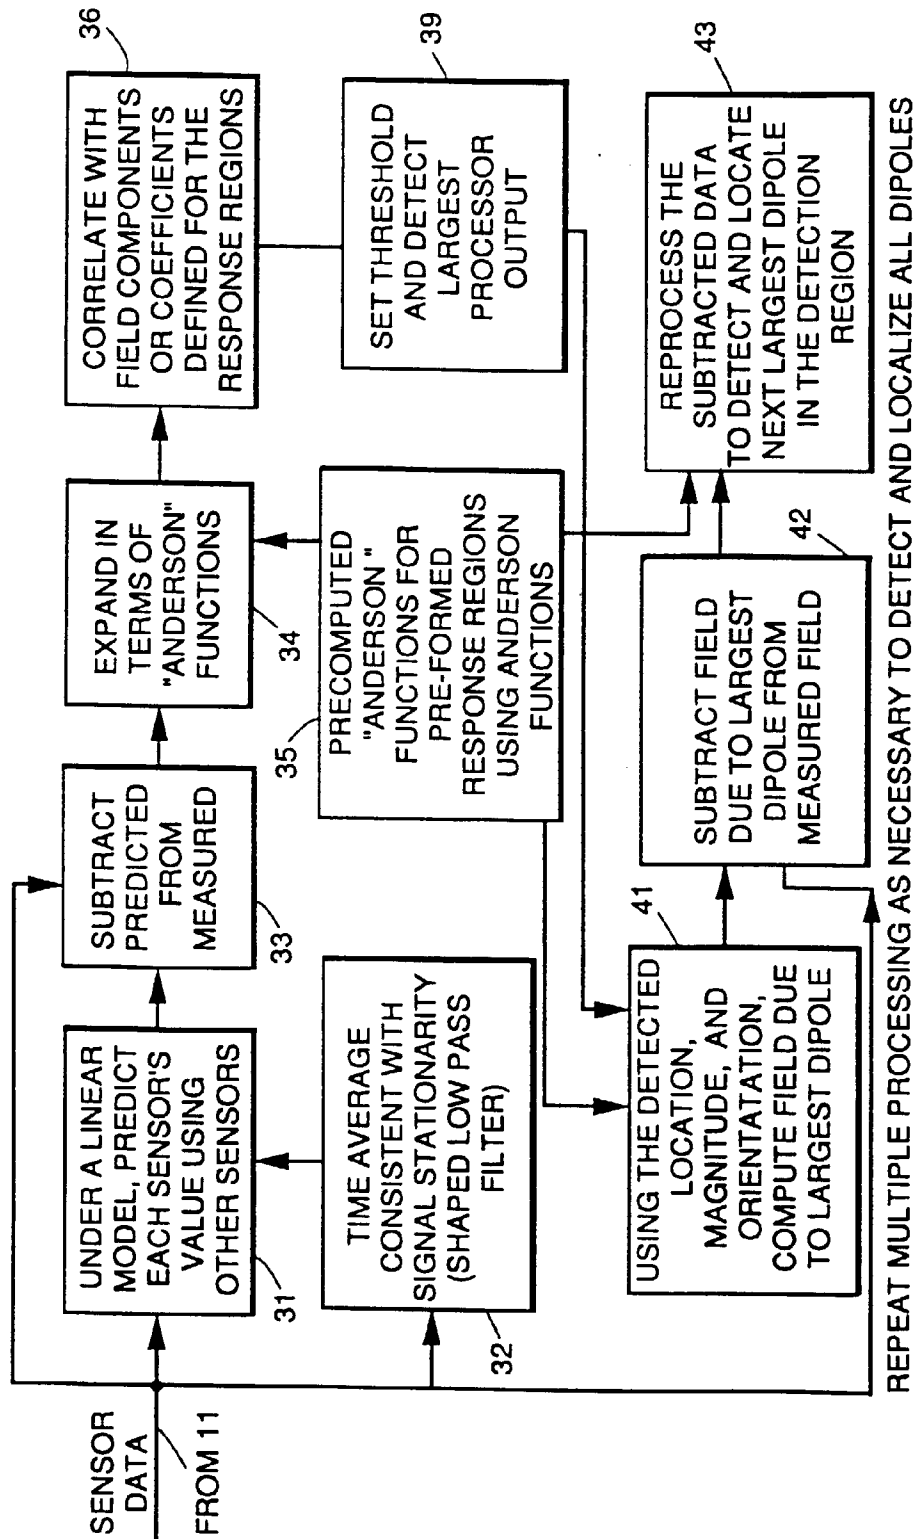 SENSOR
DATA
FROM 11
UNDER A LINEAR
MODEL, PREDICT
EACH SENSOR'S
VALUE USING
OTHER SENSORS
31
SUBTRACT
PREDICTED
FROM
MEASURED
33
EXPAND IN
TERMS OF
"ANDERSON"
FUNCTIONS
34
CORRELATE WITH
FIELD COMPONENTS
OR COEFFICIENTS
DEFINED FOR THE
RESPONSE REGIONS
36
TIME AVERAGE
CONSISTENT WITH
SIGNAL STATIONARITY
(SHAPED LOW PASS
FILTER)
32
35
PRECOMPUTED
"ANDERSON"
FUNCTIONS FOR
PRE-FORMED
RESPONSE REGIONS
USING ANDERSON
FUNCTIONS
SET THRESHOLD
AND DETECT
LARGEST
PROCESSOR
OUTPUT
39
USING THE DETECTED
LOCATION,
MAGNITUDE, AND
ORIENTATATION,
COMPUTE FIELD DUE
TO LARGEST DIPOLE
41
SUBTRACT FIELD
DUE TO LARGEST
DIPOLE FROM
MEASURED FIELD
42
REPROCESS THE
SUBTRACTED DATA
TO DETECT AND LOCATE
NEXT LARGEST DIPOLE
IN THE DETECTION
REGION
43
REPEAT MULTIPLE PROCESSING AS NECESSARY TO DETECT AND LOCALIZE ALL DIPOLES